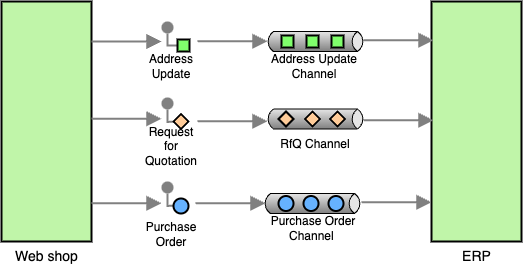 Address
Update
Address Update
Channel
Request
for
Quotation
RfQ Channel
Purchase
Order
Purchase Order
Channel
Web shop
ERP